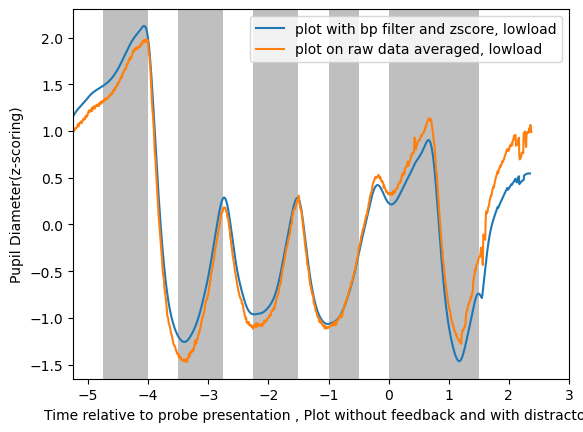 plot with bp filter and zscore, lowload
plot on raw data averaged, lowload
Pupil Diameter(z-scoring)
2.0
1.5
1.0
0.5
0.0
−0.5
−1.0
−1.5
−5 −4 −3 −2 −1 0 1 2 3
Time relative to probe presentation , Plot without feedback and with distracto